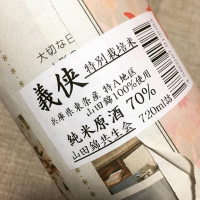 大切な日
義侠
特別栽培米
兵庫県東条産 特A地区
山田錦100%使用
純米原酒 70%
山田錦共生会
720ml詰